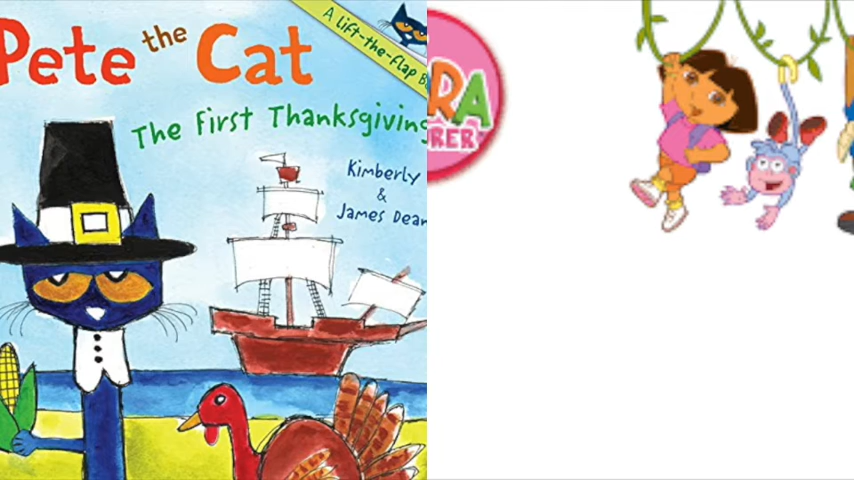 A Lift-the-Flap B
Pete the Cat
The First Thanksgiving
Kimberly
&
James Dean
RA
RER